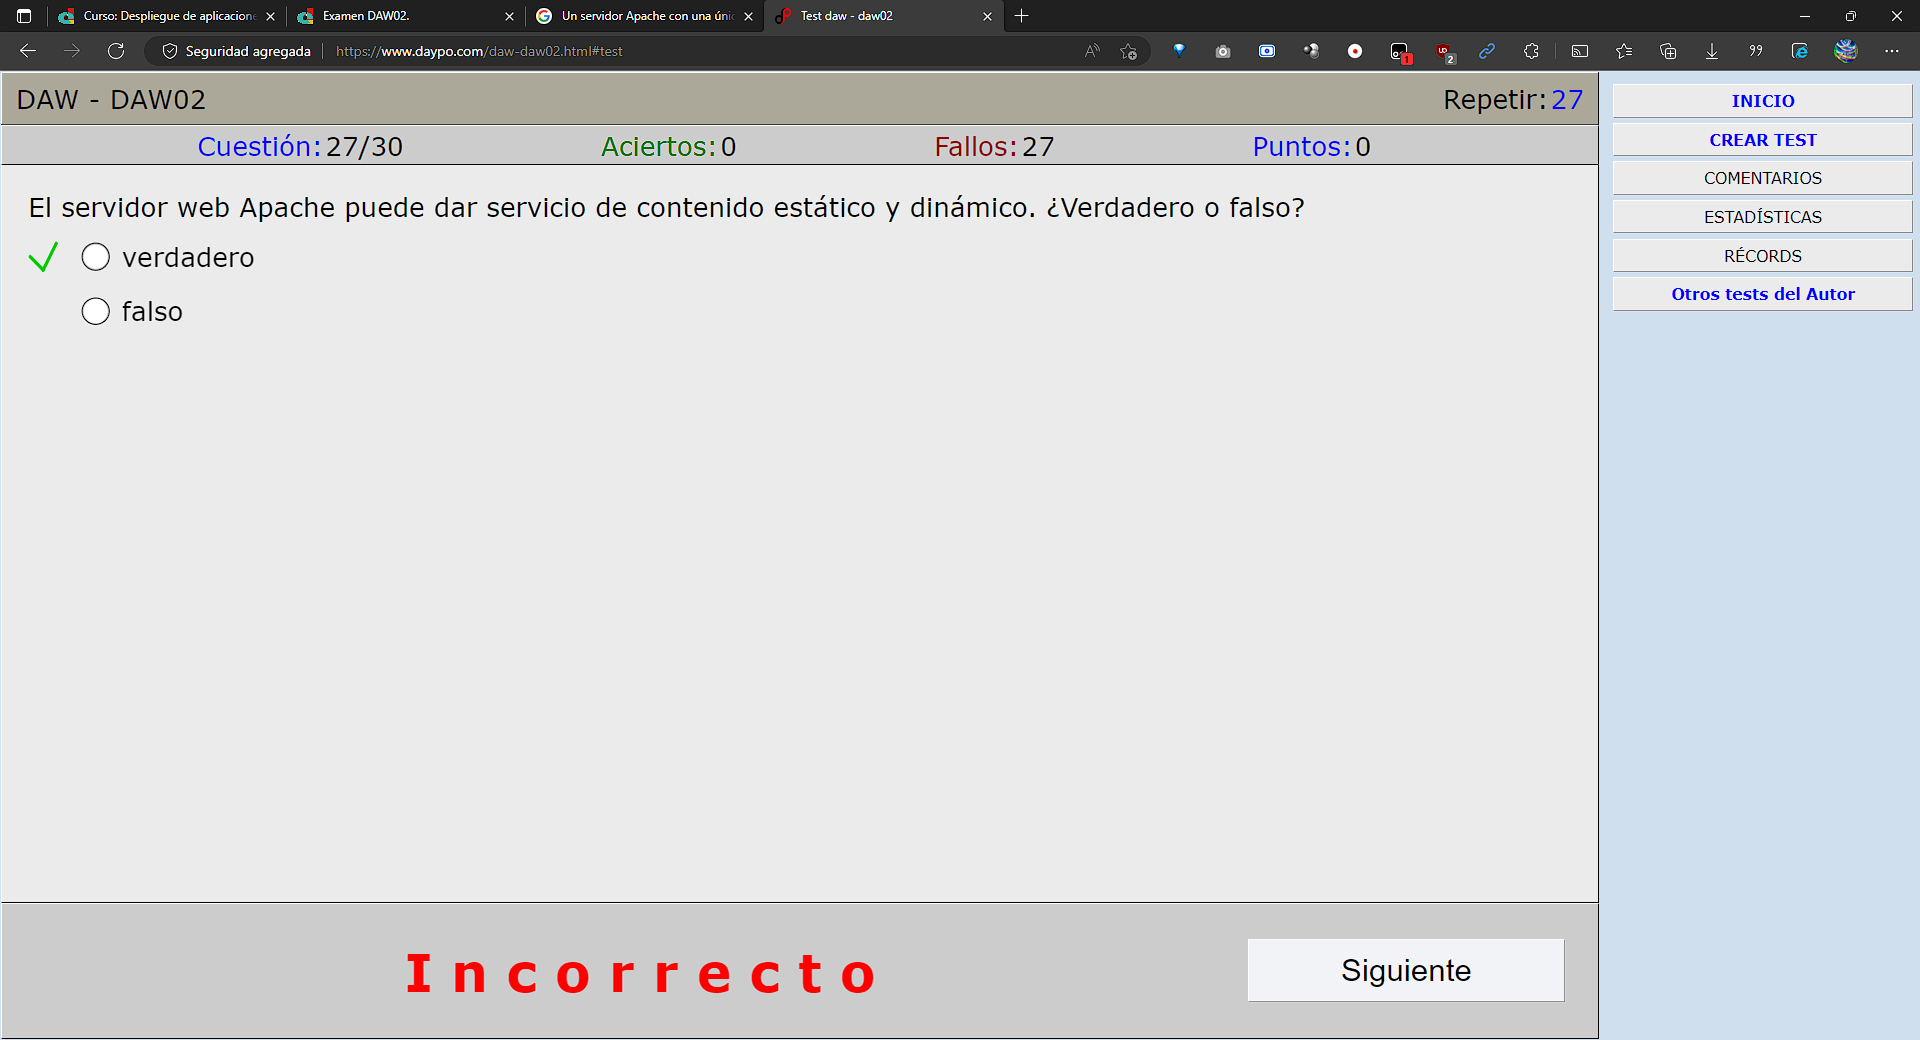 Curso: Despliegue de aplicacione
Examen DAW02.
Un servidor Apache con una únic
Test daw - daw02
Seguridad agregada
https://www.daypo.com/daw-daw02.html#test
1
2
DAW - DAW02
Repetir:27
Cuestión:27/30
Aciertos:0
Fallos:27
Puntos:0
El servidor web Apache puede dar servicio de contenido estático y dinámico. ¿Verdadero o falso?
verdadero
falso
Incorrecto
Siguiente
INICIO
CREAR TEST
COMENTARIOS
ESTADÍSTICAS
RÉCORDS
Otros tests del Autor